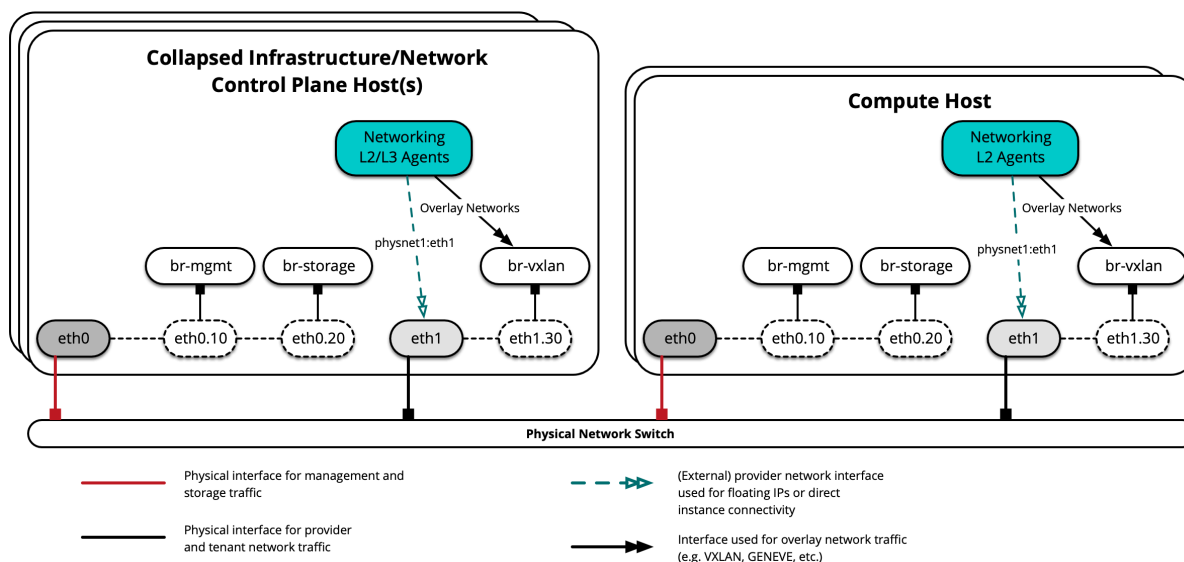 Collapsed Infrastructure/Network
Control Plane Host(s)
Networking
L2/L3 Agents
Overlay Networks
physnet1:eth1
br-mgmt
br-storage
br-vxlan
eth0
eth0.10
eth0.20
eth1
eth1.30
Compute Host
Networking
L2 Agents
Overlay Networks
physnet1:eth1
br-mgmt
br-storage
br-vxlan
eth0
eth0.10
eth0.20
eth1
eth1.30
Physical Network Switch
Physical interface for management and
storage traffic
Physical interface for provider
and tenant network traffic
(External) provider network interface
used for floating IPs or direct
instance connectivity
Interface used for overlay network traffic
(e.g. VXLAN, GENEVE, etc.)